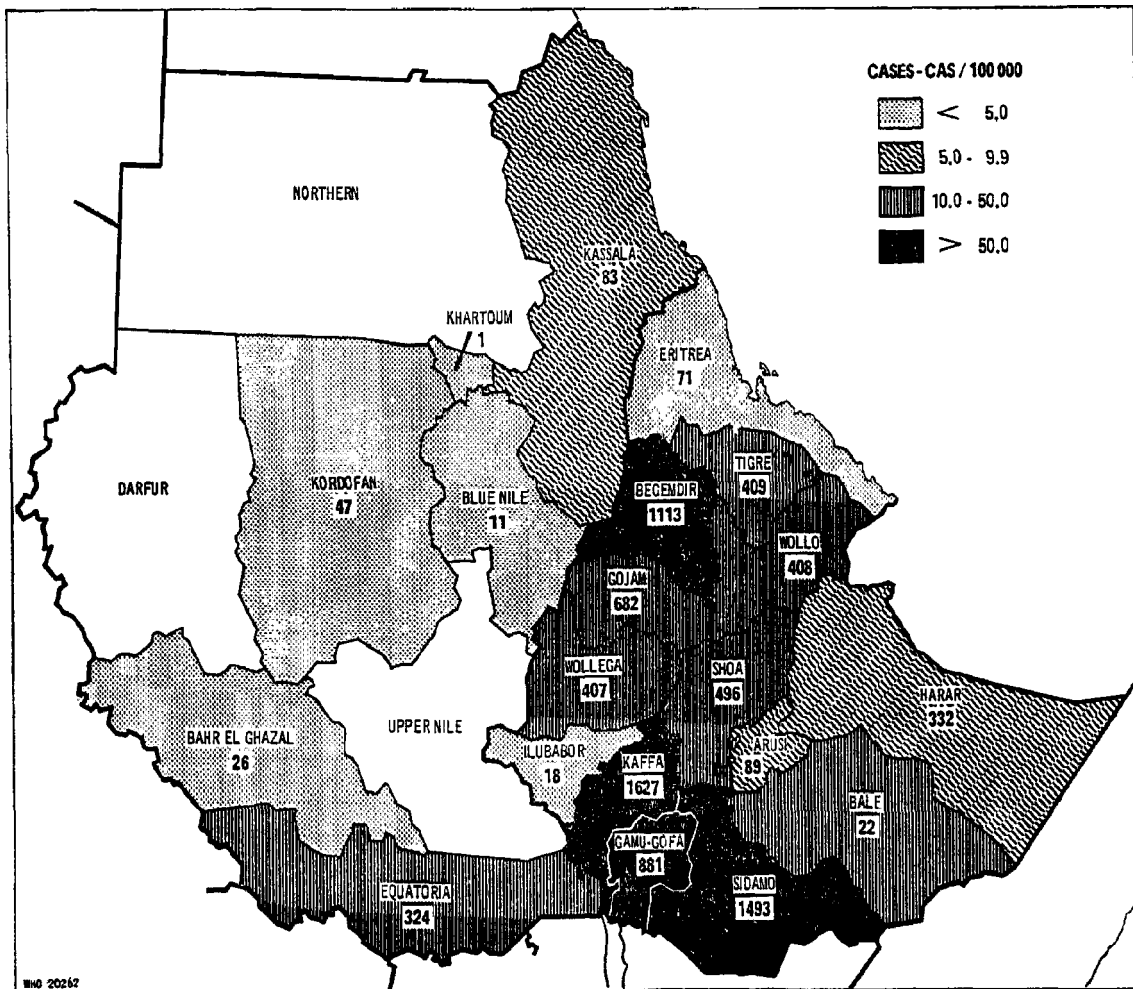 CASES-CAS / 100 000
< 5,0
5,0 - 9,9
10,0 - 50,0
> 50,0
NORTHERN
KASSALA
83
KHARTOUM
1
ERITREA
71
DARFUR
KORDOFAN
47
BLUE NILE
11
BEGEMDIR
1113
TIGRE
409
WOLLO
408
GOJAM
682
WOLLEGA
407
SHOA
496
HARAR
332
UPPER NILE
BAHR EL GHAZAL
26
ILUBABOR
18
KAFFA
1627
ARUSI
89
BALE
22
GAMU-GOFA
881
EQUATORIA
324
SIDAMO
1493
WHO 20262